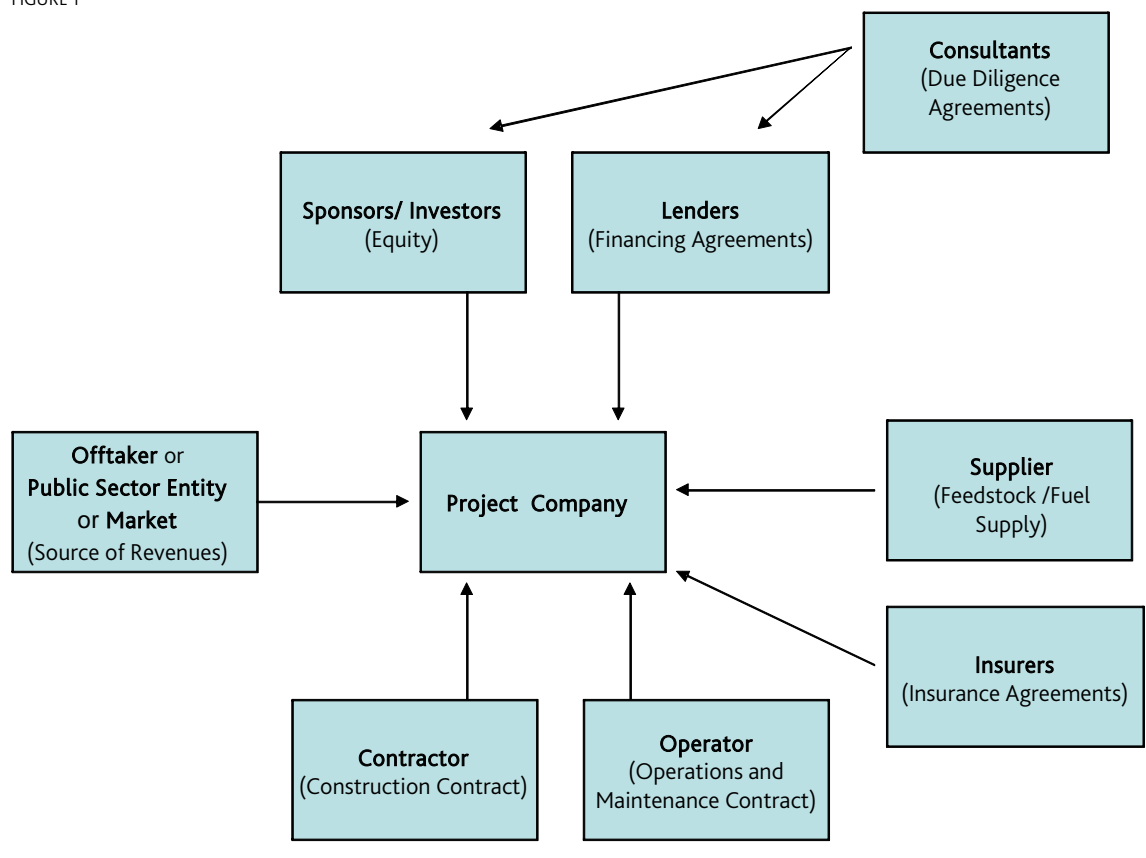 FIGURE 1
Consultants
(Due Diligence
Agreements)
Sponsors/ Investors
(Equity)
Lenders
(Financing Agreements)
Offtaker or
Public Sector Entity
or Market
(Source of Revenues)
Project Company
Supplier
(Feedstock /Fuel
Supply)
Insurers
(Insurance Agreements)
Contractor
(Construction Contract)
Operator
(Operations and
Maintenance Contract)